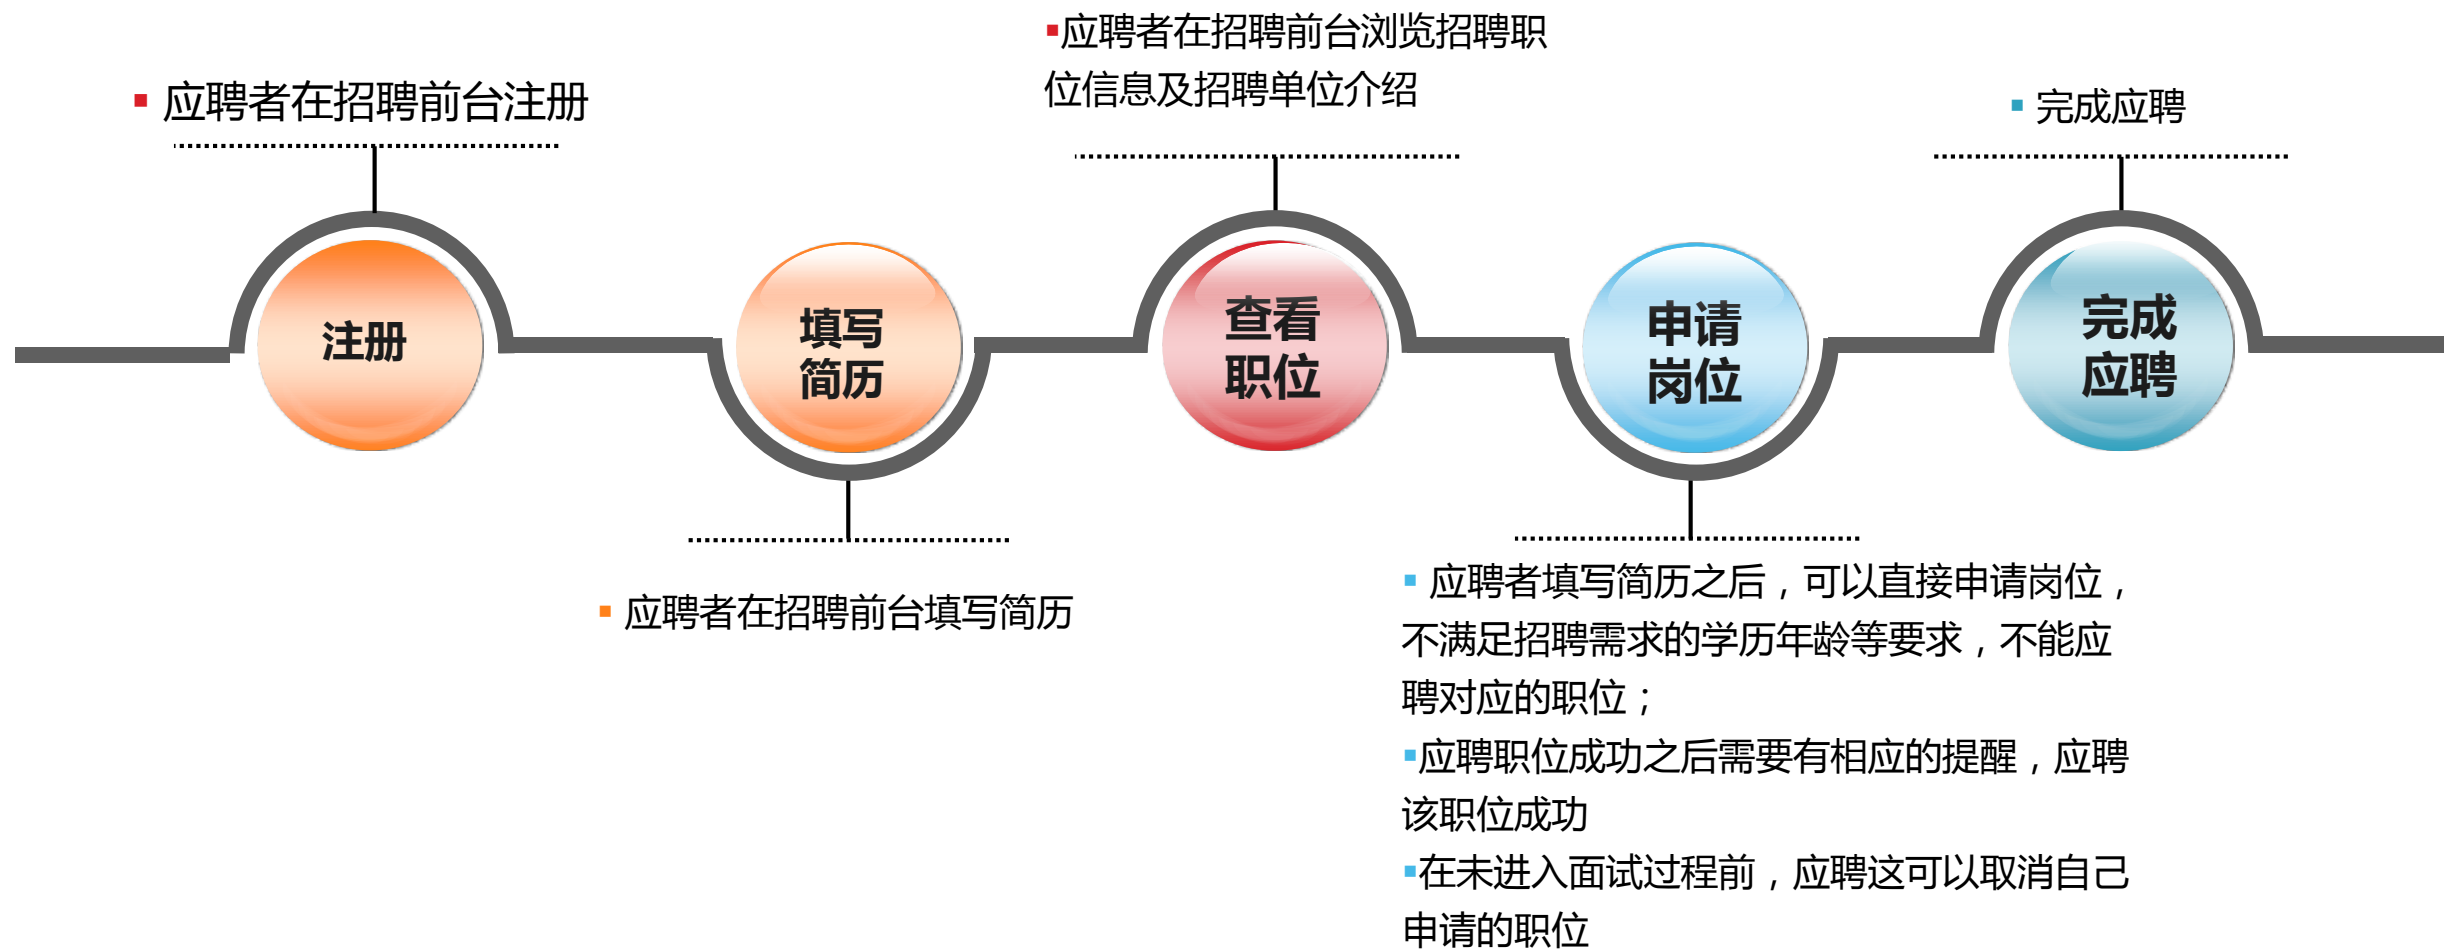 ▪应聘者在招聘前台注册
▪应聘者在招聘前台浏览招聘职
位信息及招聘单位介绍
▪完成应聘
注册
填写
简历
查看
职位
申请
岗位
完成
应聘
▪应聘者在招聘前台填写简历
▪应聘者填写简历之后，可以直接申请岗位，
不满足招聘需求的学历年龄等要求，不能应
聘对应的职位；
▪应聘职位成功之后需要有相应的提醒，应聘
该职位成功
▪在未进入面试过程前，应聘这可以取消自己
申请的职位